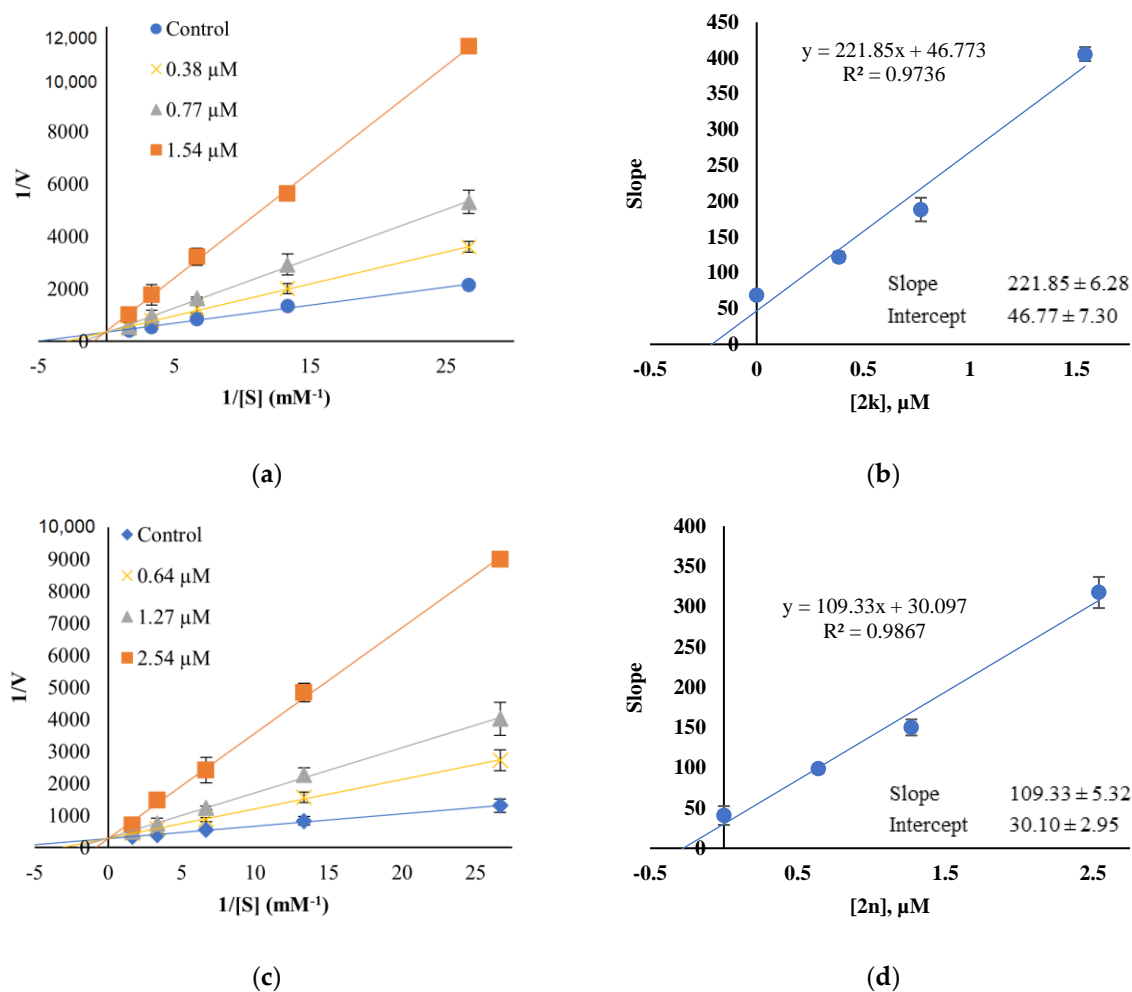 12,000
10,000
8000
6000
4000
2000
0
1/V
Control
0.38 µM
0.77 µM
1.54 µM
-5 5 15 25
1/[S] (mM⁻¹)
(a)
450
400
350
300
250
200
150
100
50
0
Slope
y = 221.85x + 46.773
R² = 0.9736
Slope 221.85 ± 6.28
Intercept 46.77 ± 7.30
-0.5 0 0.5 1 1.5
[2k], µM
(b)
10,000
9000
8000
7000
6000
5000
4000
3000
2000
1000
0
1/V
Control
0.64 µM
1.27 µM
2.54 µM
-5 0 5 10 15 20 25
1/[S] (mM⁻¹)
(c)
400
350
300
250
200
150
100
50
0
Slope
y = 109.33x + 30.097
R² = 0.9867
Slope 109.33 ± 5.32
Intercept 30.10 ± 2.95
-0.5 0.5 1.5 2.5
[2n], µM
(d)